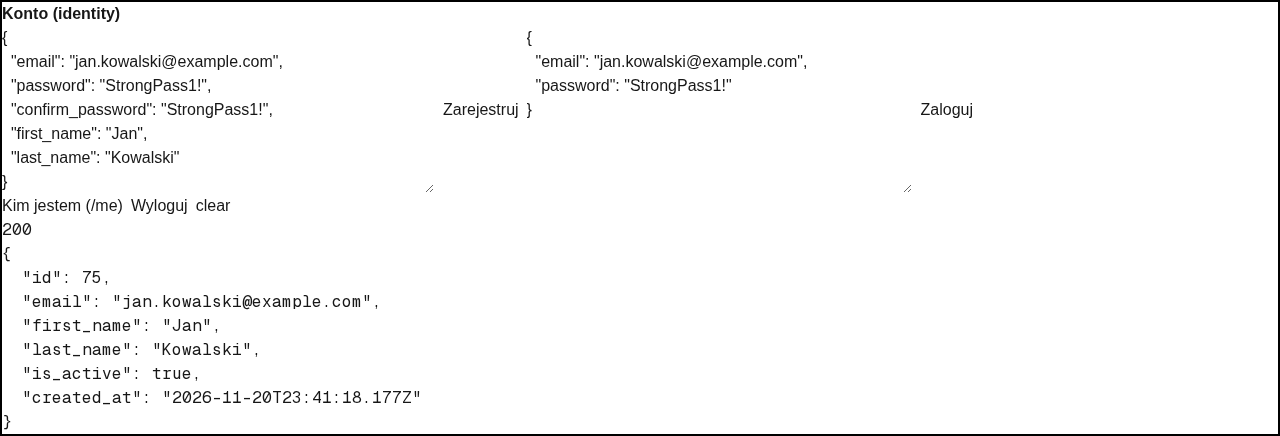 Konto (identity)
{
  "email": "jan.kowalski@example.com",
  "password": "StrongPass1!",
  "confirm_password": "StrongPass1!",
  "first_name": "Jan",
  "last_name": "Kowalski"
}
Zarejestruj
{
  "email": "jan.kowalski@example.com",
  "password": "StrongPass1!"
}
Zaloguj
Kim jestem (/me) Wyloguj clear
200
{
  "id": 75,
  "email": "jan.kowalski@example.com",
  "first_name": "Jan",
  "last_name": "Kowalski",
  "is_active": true,
  "created_at": "2026-11-20T23:41:18.177Z"
}